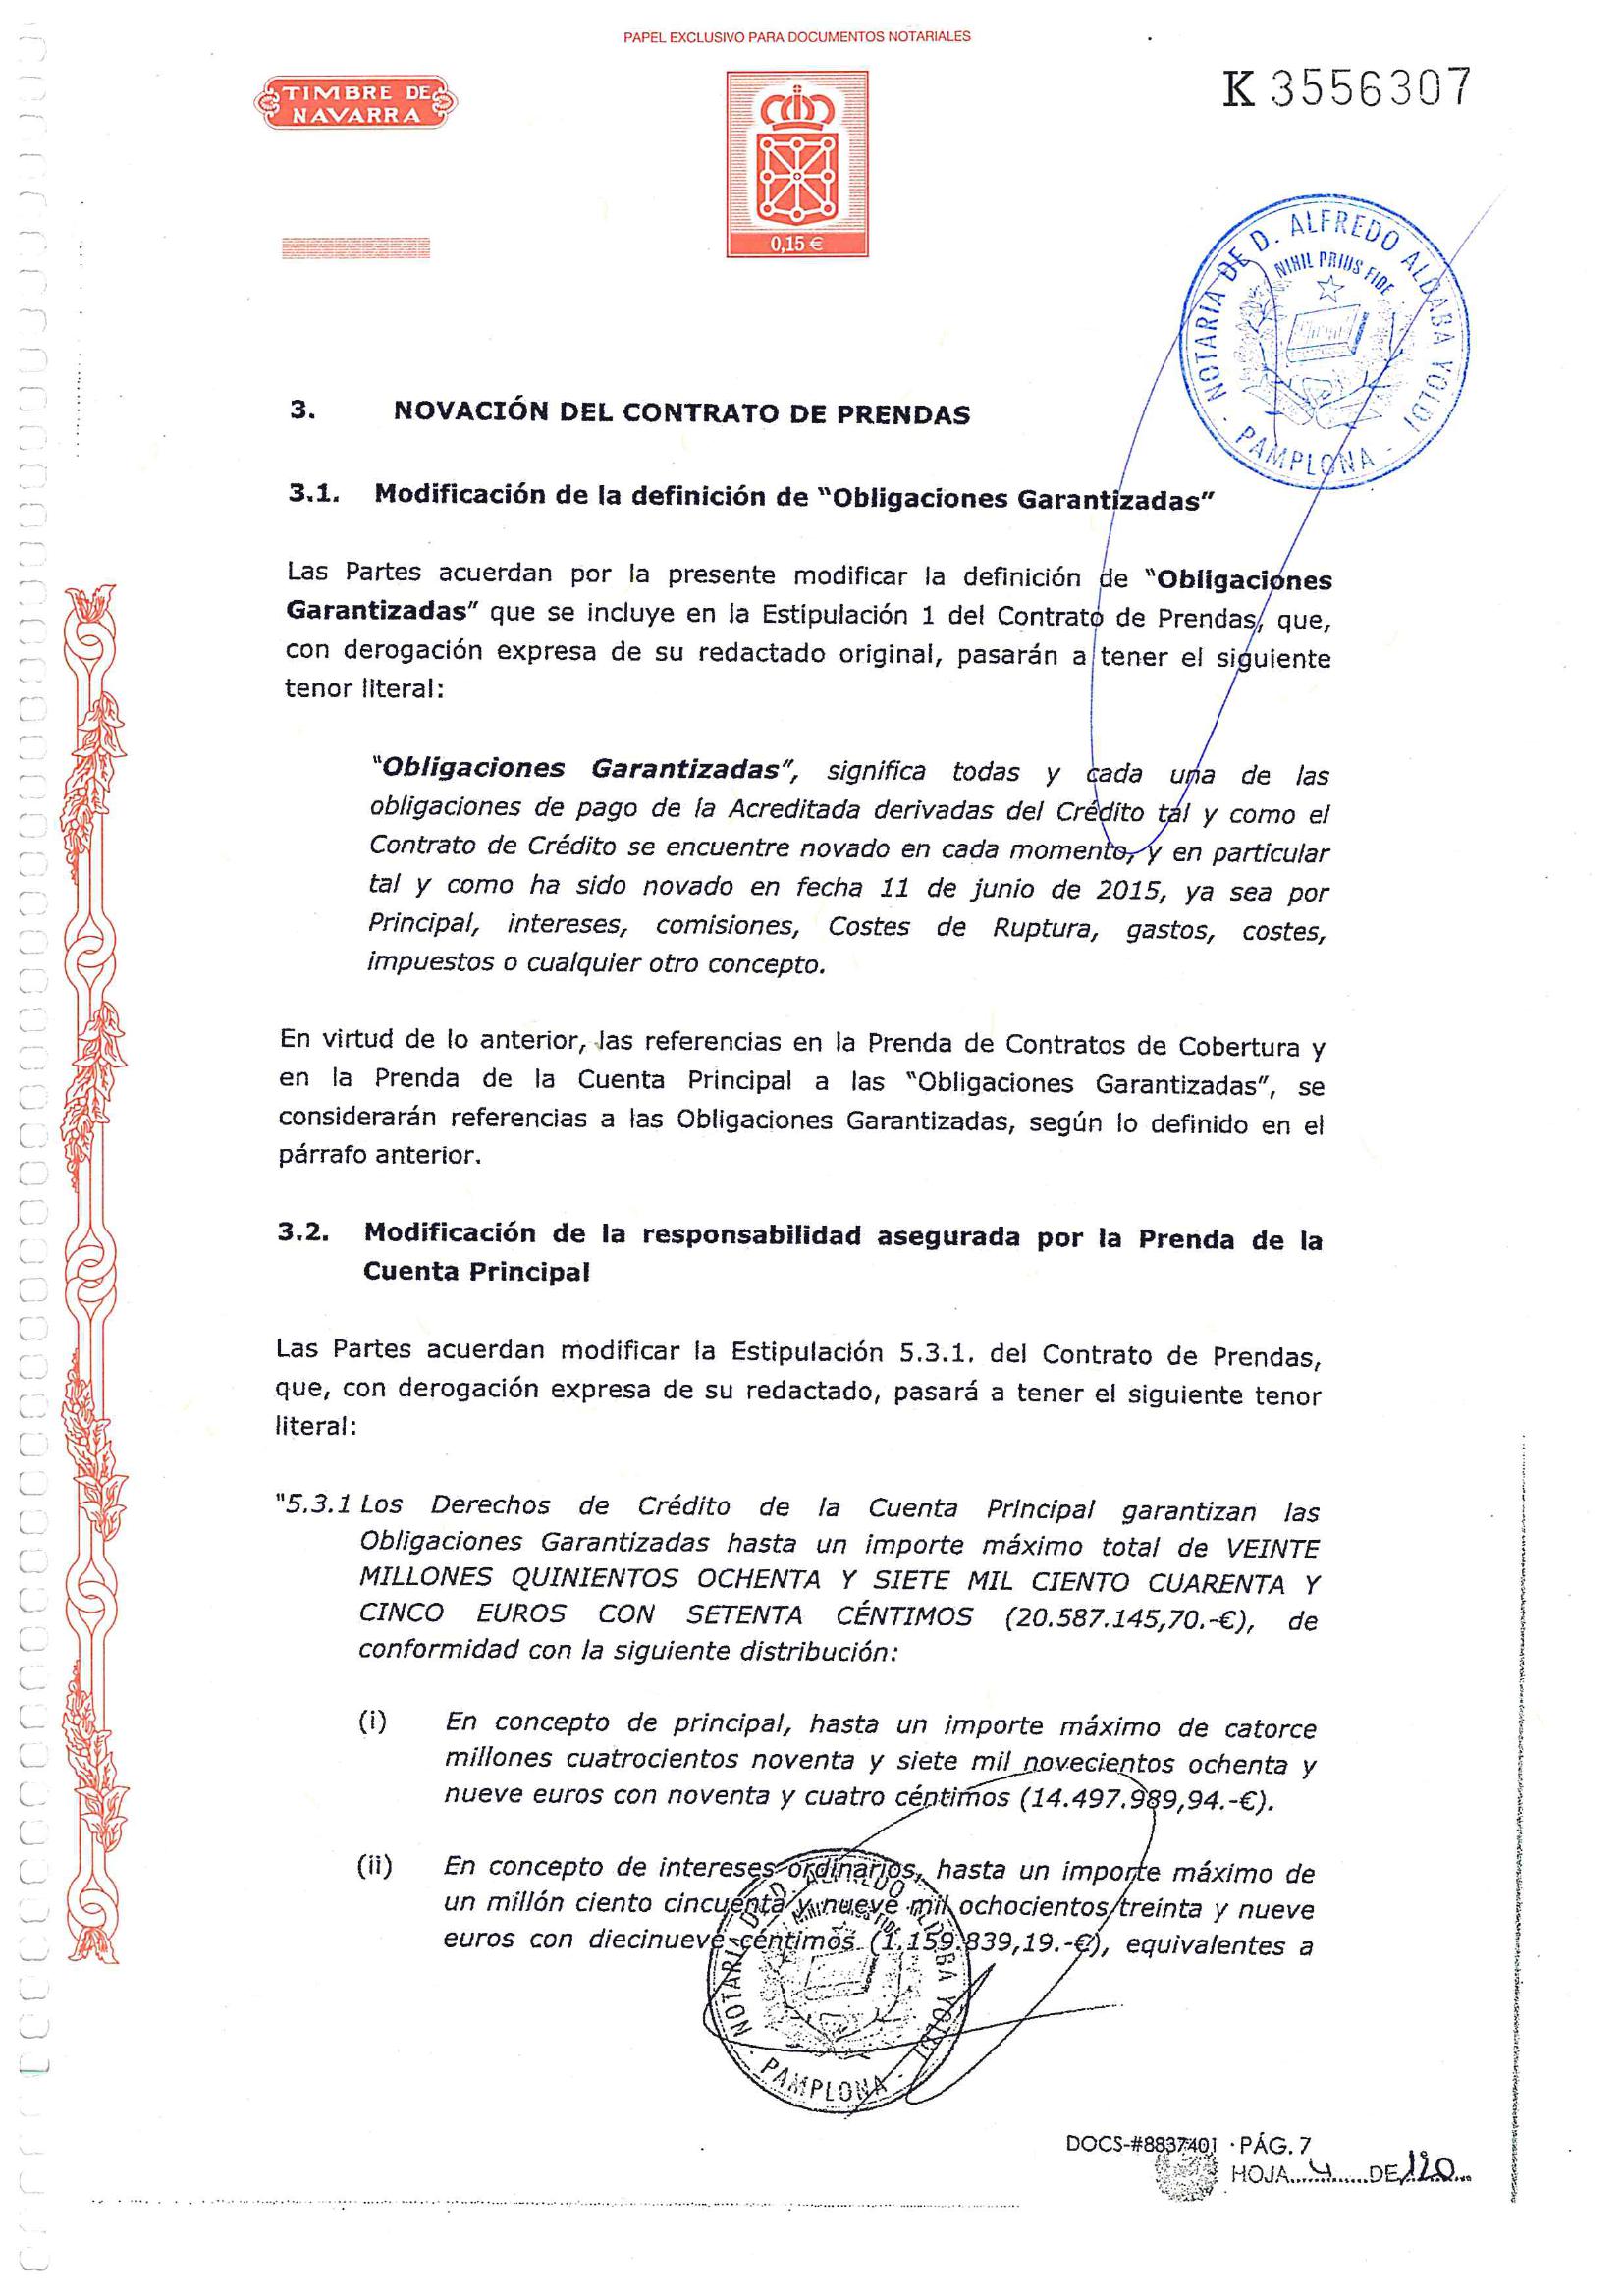 PAPEL EXCLUSIVO PARA DOCUMENTOS NOTARIALES
TIMBRE DE
NAVARRA
0,15 €
K 3556307
NOTARIA DE D. ALFREDO ALDABA YOLDI
NIHIL PRIUS FIDE
- PAMPLONA -
3. NOVACIÓN DEL CONTRATO DE PRENDAS
3.1. Modificación de la definición de “Obligaciones Garantizadas”
Las Partes acuerdan por la presente modificar la definición de “Obligaciones
Garantizadas” que se incluye en la Estipulación 1 del Contrato de Prendas, que,
con derogación expresa de su redactado original, pasarán a tener el siguiente
tenor literal:
“Obligaciones Garantizadas”, significa todas y cada una de las
obligaciones de pago de la Acreditada derivadas del Crédito tal y como el
Contrato de Crédito se encuentre novado en cada momento, y en particular
tal y como ha sido novado en fecha 11 de junio de 2015, ya sea por
Principal, intereses, comisiones, Costes de Ruptura, gastos, costes,
impuestos o cualquier otro concepto.
En virtud de lo anterior, las referencias en la Prenda de Contratos de Cobertura y
en la Prenda de la Cuenta Principal a las “Obligaciones Garantizadas”, se
considerarán referencias a las Obligaciones Garantizadas, según lo definido en el
párrafo anterior.
3.2. Modificación de la responsabilidad asegurada por la Prenda de la
Cuenta Principal
Las Partes acuerdan modificar la Estipulación 5.3.1. del Contrato de Prendas,
que, con derogación expresa de su redactado, pasará a tener el siguiente tenor
literal:
"5.3.1 Los Derechos de Crédito de la Cuenta Principal garantizan las
Obligaciones Garantizadas hasta un importe máximo total de VEINTE
MILLONES QUINIENTOS OCHENTA Y SIETE MIL CIENTO CUARENTA Y
CINCO EUROS CON SETENTA CÉNTIMOS (20.587.145,70.-€), de
conformidad con la siguiente distribución:
(i) En concepto de principal, hasta un importe máximo de catorce
millones cuatrocientos noventa y siete mil novecientos ochenta y
nueve euros con noventa y cuatro céntimos (14.497.989,94.-€).
(ii) En concepto de intereses ordinarios, hasta un importe máximo de
un millón ciento cincuenta y nueve mil ochocientos treinta y nueve
euros con diecinueve céntimos (1.159.839,19.-€), equivalentes a
NOTARIA DE D. ALFREDO ALDABA YOLDI
- PAMPLONA -
DOCS-#8837401 · PÁG. 7
HOJA 4 DE 120